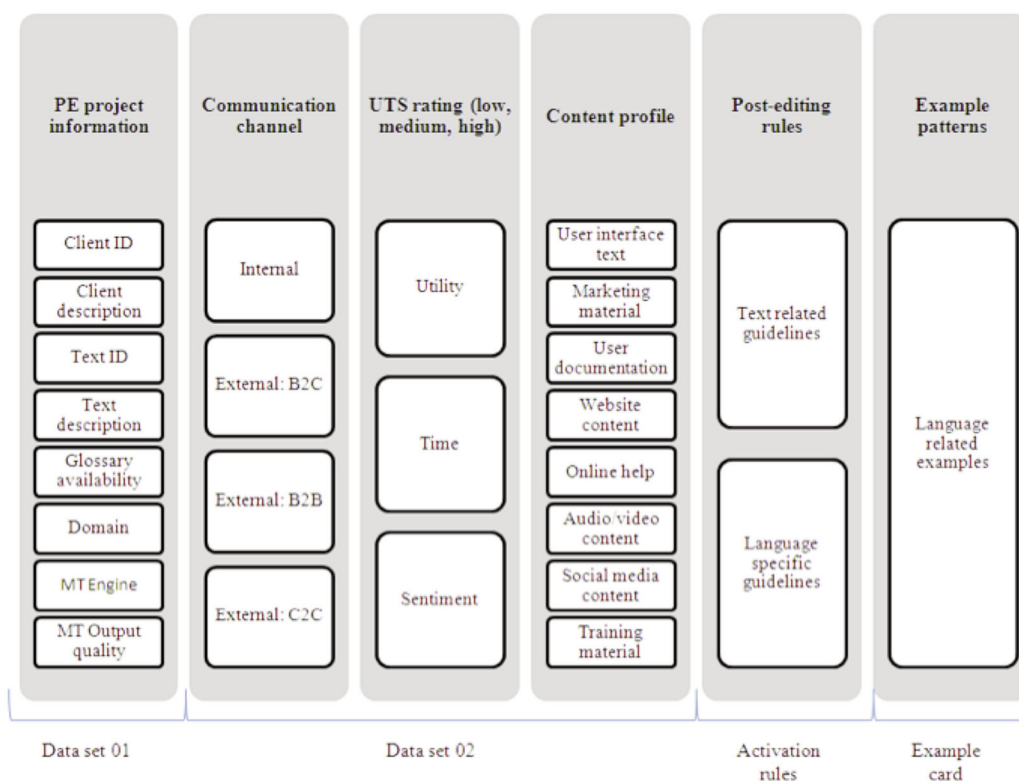 PE project
information
Communication
channel
UTS rating (low,
medium, high)
Content profile
Post-editing
rules
Example
patterns
Client ID
Client
description
Text ID
Text
description
Glossary
availability
Domain
MT Engine
MT Output
quality
Internal
External: B2C
External: B2B
External: C2C
Utility
Time
Sentiment
User interface
text
Marketing
material
User
documentation
Website
content
Online help
Audio/video
content
Social media
content
Training
material
Text related
guidelines
Language
specific
guidelines
Language
related
examples
Data set 01
Data set 02
Activation
rules
Example
card